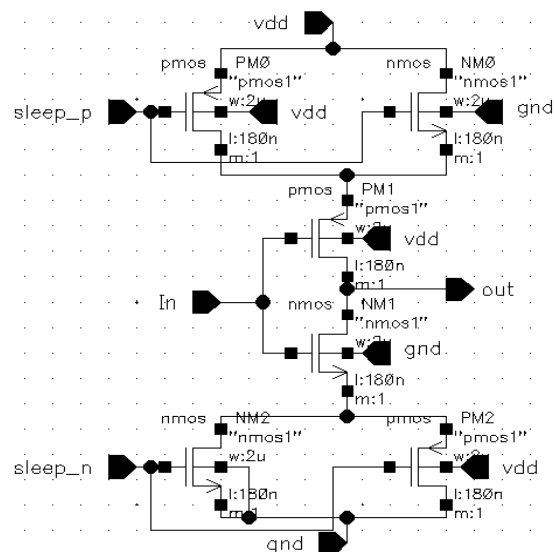 vdd
pmos PM0 nmos NM0
"pmos1" "nmos1"
w:2u w:2u
sleep_p vdd gnd
l:180n l:180n
m:1 m:1
pmos PM1
"pmos1"
vdd
l:180n
m:1
In nmos NM1 out
"nmos1"
gnd
l:180n
m:1
nmos NM2 pmos PM2
"nmos1" "pmos1"
w:2u w:2u
sleep_n vdd
l:180n l:180n
m:1 m:1
gnd